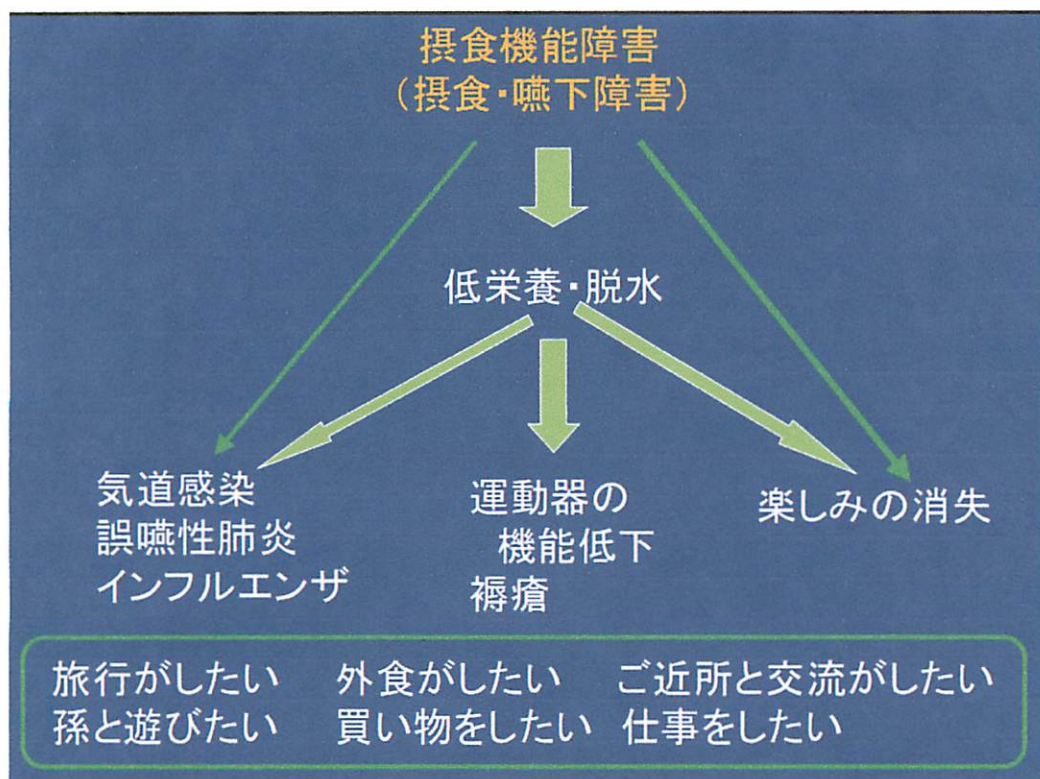 摂食機能障害
(摂食・嚥下障害)
低栄養・脱水
気道感染
誤嚥性肺炎
インフルエンザ
運動器の
機能低下
褥瘡
楽しみの消失
旅行がしたい 外食がしたい ご近所と交流がしたい
孫と遊びたい 買い物をしたい 仕事をしたい